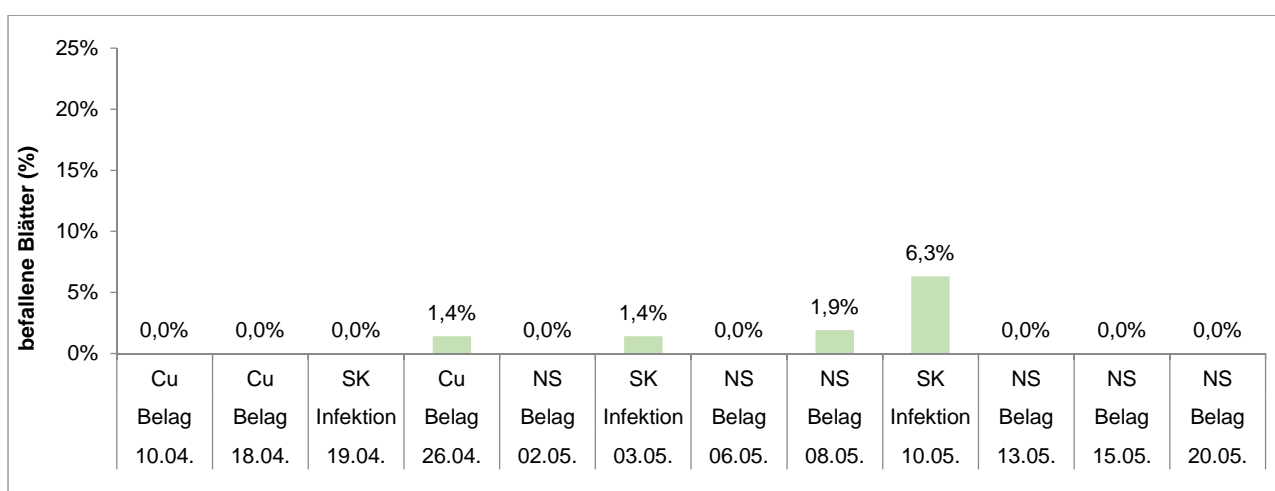 25%
20%
15%
10%
5%
0%
befallene Blätter (%)
0,0% 0,0% 0,0% 1,4% 0,0% 1,4% 0,0% 1,9% 6,3% 0,0% 0,0% 0,0%
Cu Cu SK Cu NS SK NS NS SK NS NS NS
Belag Belag Infektion Belag Belag Infektion Belag Belag Infektion Belag Belag Belag
10.04. 18.04. 19.04. 26.04. 02.05. 03.05. 06.05. 08.05. 10.05. 13.05. 15.05. 20.05.